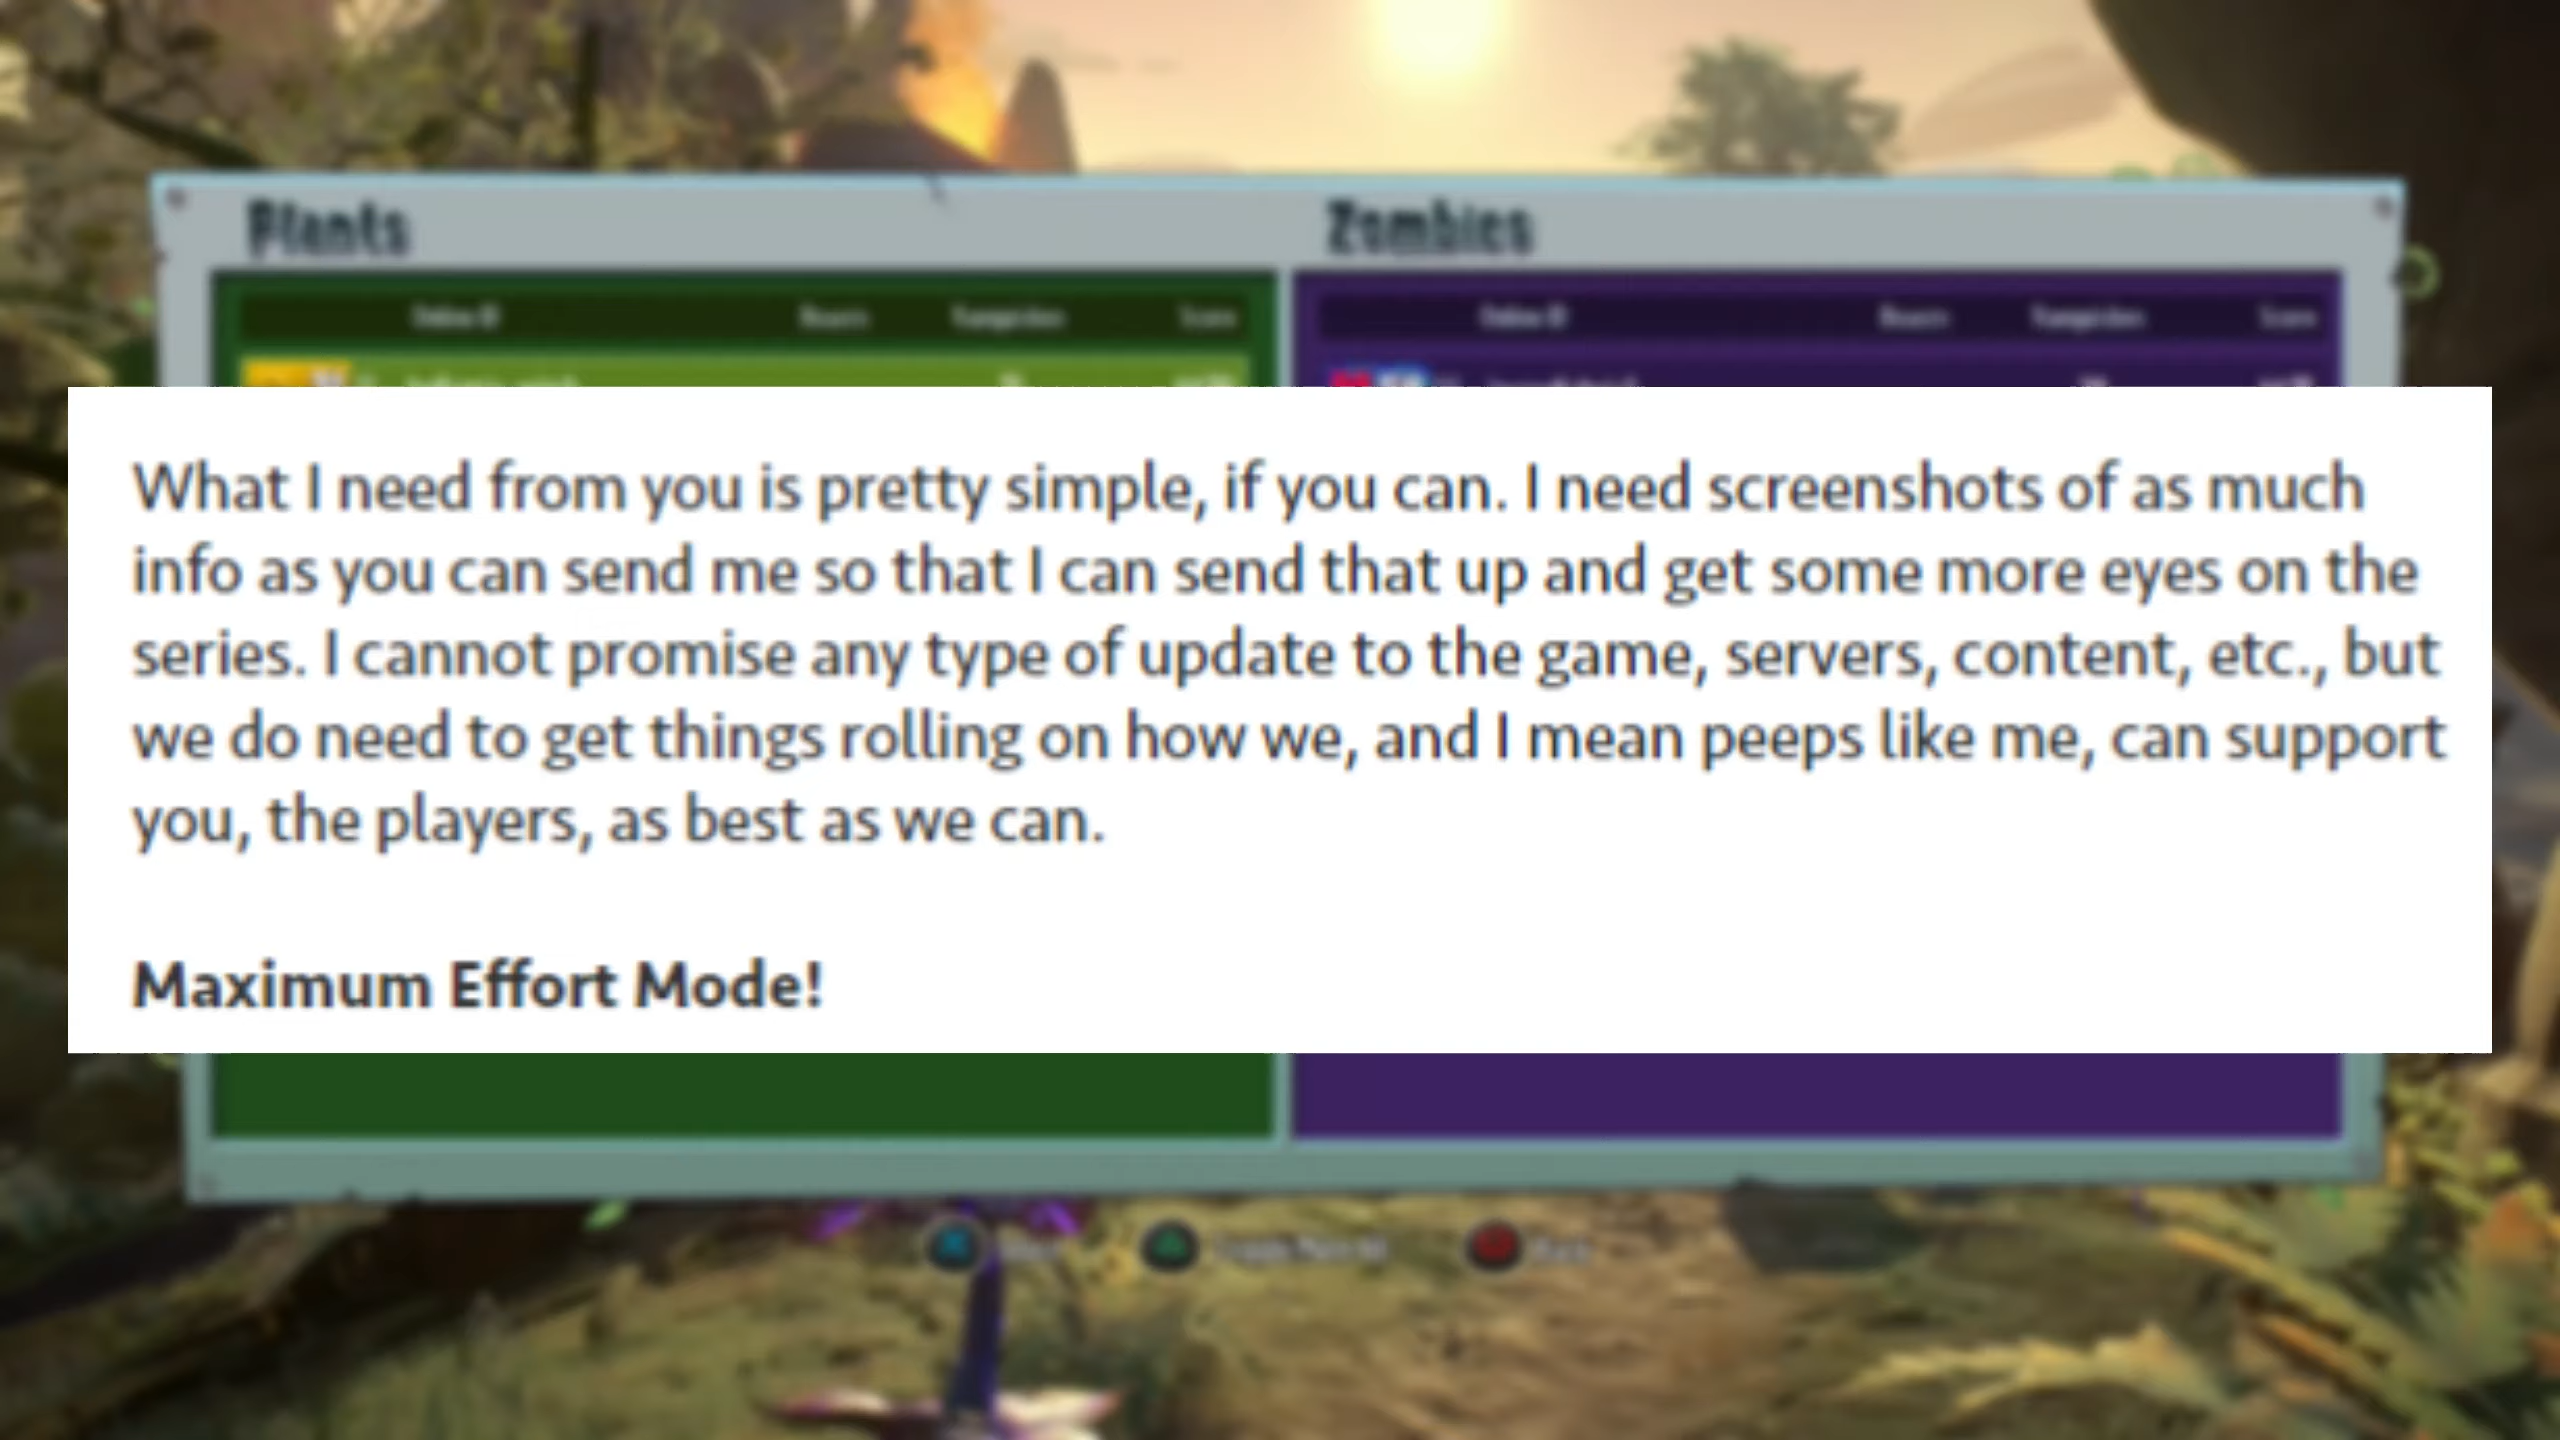 Plants
Zombies
What I need from you is pretty simple, if you can. I need screenshots of as much
info as you can send me so that I can send that up and get some more eyes on the
series. I cannot promise any type of update to the game, servers, content, etc., but
we do need to get things rolling on how we, and I mean peeps like me, can support
you, the players, as best as we can.
Maximum Effort Mode!